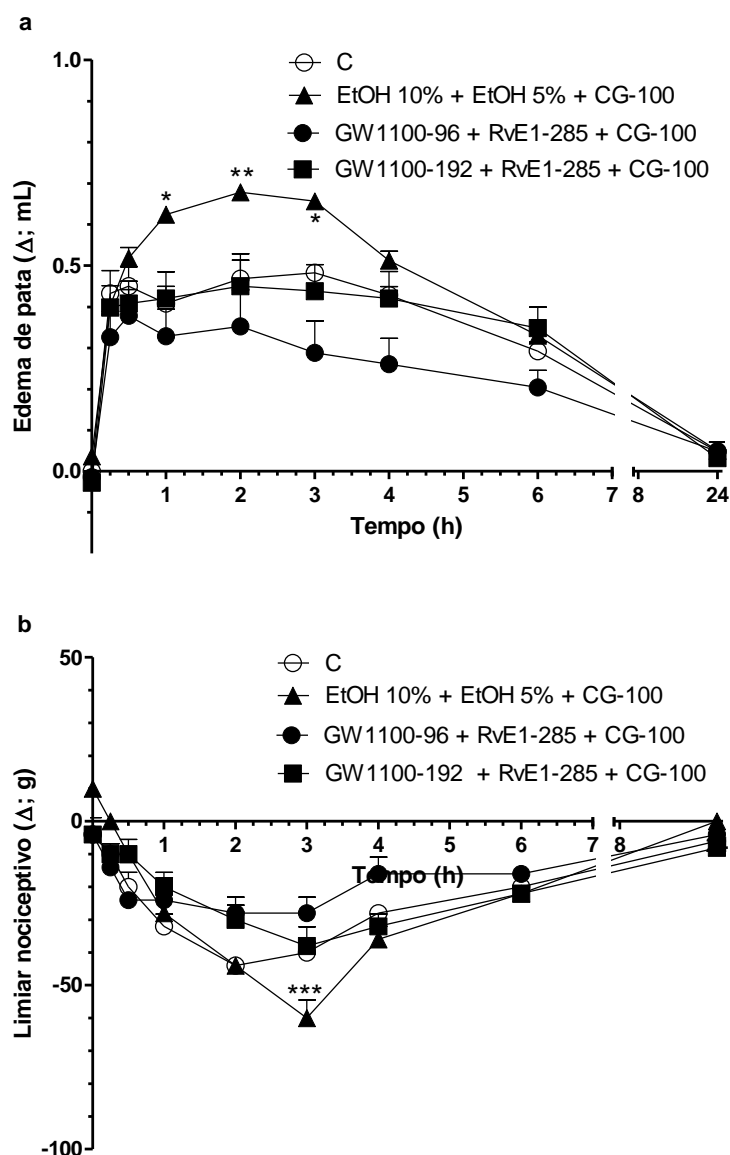 a
1.0
C
EtOH 10% + EtOH 5% + CG-100
GW1100-96 + RvE1-285 + CG-100
GW1100-192 + RvE1-285 + CG-100
* ** *
0.5
0.0
1 2 3 4 5 6 7 8 24
Tempo (h)
Edema de pata (Δ; mL)
b
50
C
EtOH 10% + EtOH 5% + CG-100
GW1100-96 + RvE1-285 + CG-100
GW1100-192 + RvE1-285 + CG-100
0
1 2 3 4 5 6 7 8
Tempo (h)
***
-50
-100
Limiar nociceptivo (Δ; g)